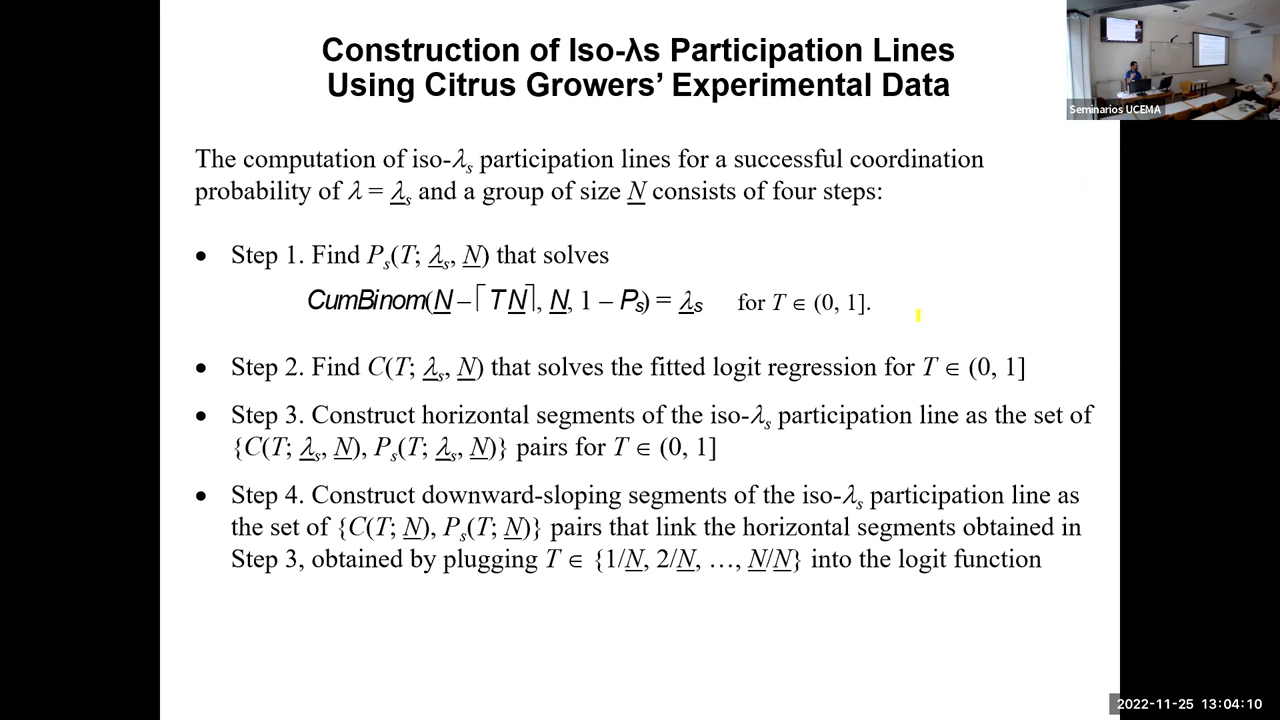 Construction of Iso-λs Participation Lines
Using Citrus Growers’ Experimental Data
Seminarios UCEMA
The computation of iso-λₛ participation lines for a successful coordination
probability of λ = λₛ and a group of size N consists of four steps:
• Step 1. Find Pₛ(T; λₛ, N) that solves
CumBinom(N – ⌈TN⌉, N, 1 – Pₛ) = λₛ for T ∈ (0, 1].
• Step 2. Find C(T; λₛ, N) that solves the fitted logit regression for T ∈ (0, 1]
• Step 3. Construct horizontal segments of the iso-λₛ participation line as the set of
{C(T; λₛ, N), Pₛ(T; λₛ, N)} pairs for T ∈ (0, 1]
• Step 4. Construct downward-sloping segments of the iso-λₛ participation line as
the set of {C(T; N), Pₛ(T; N)} pairs that link the horizontal segments obtained in
Step 3, obtained by plugging T ∈ {1/N, 2/N, …, N/N} into the logit function
2022-11-25 13:04:10